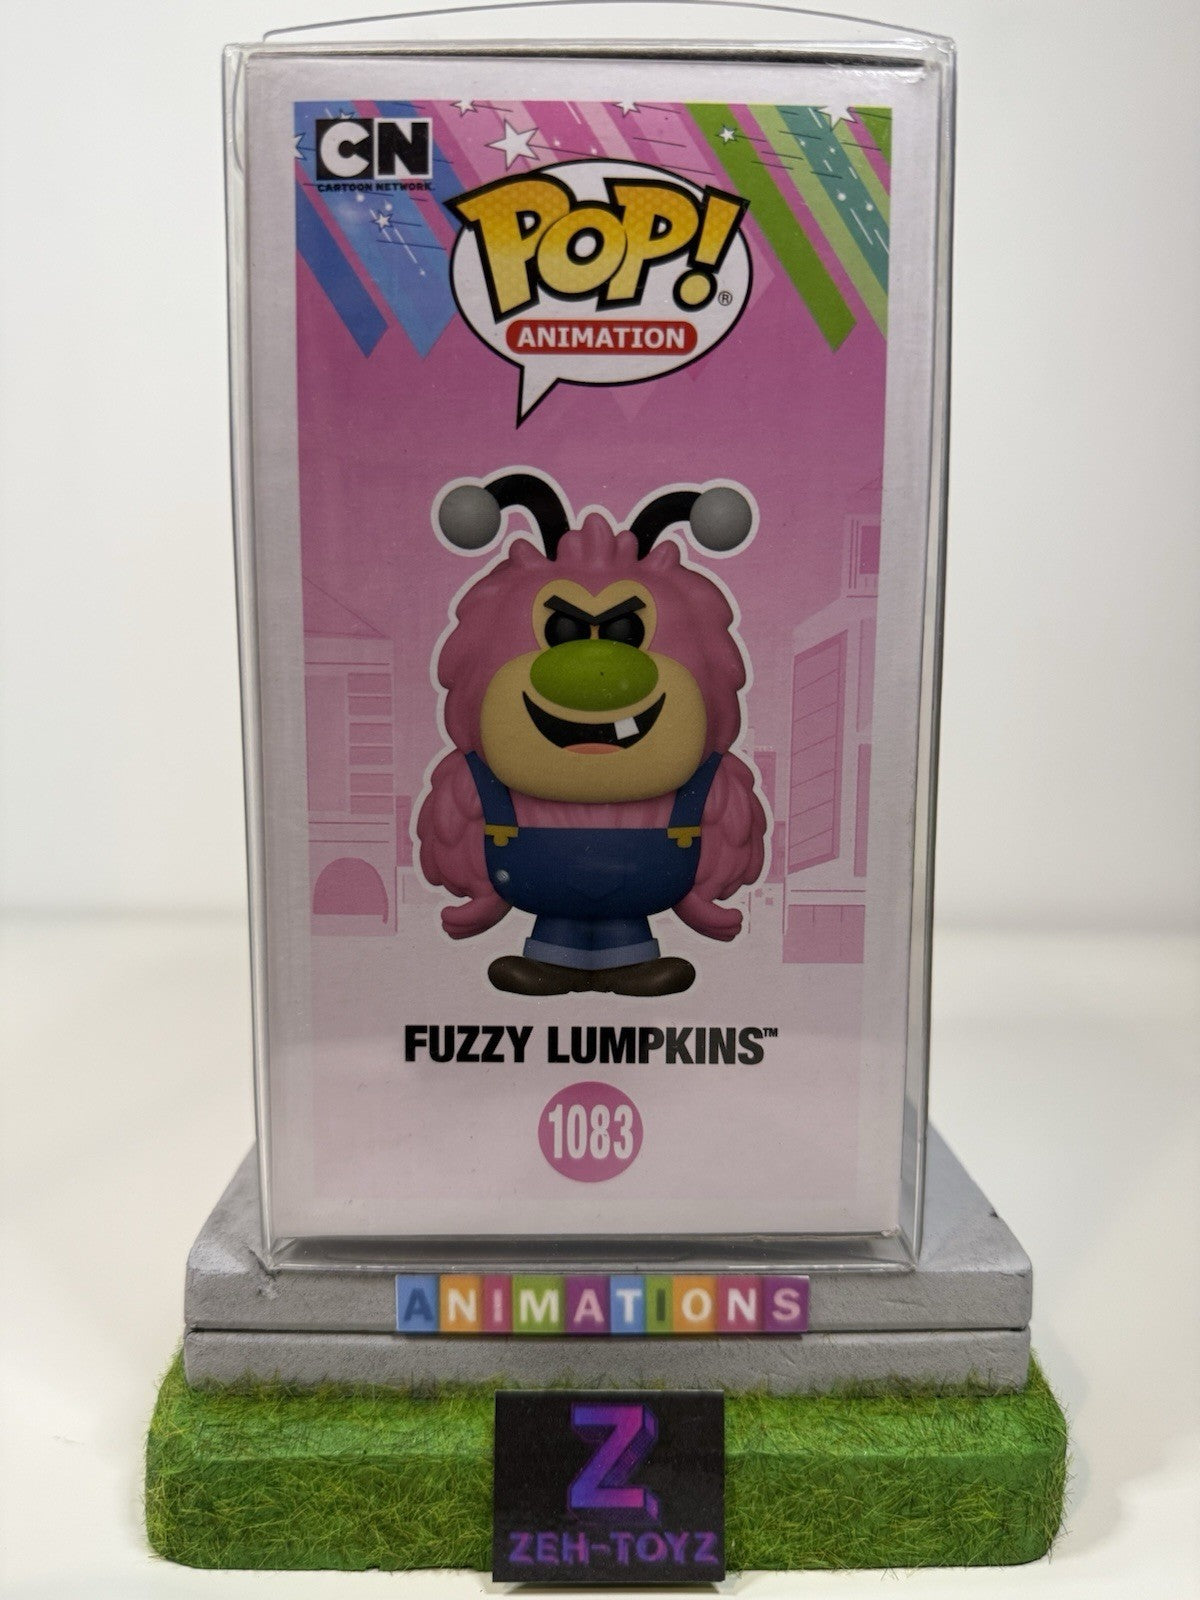 CN
CARTOON NETWORK.
POP!®
ANIMATION
FUZZY LUMPKINS™
1083
ANIMATIONS
Z
ZEH-TOYZ